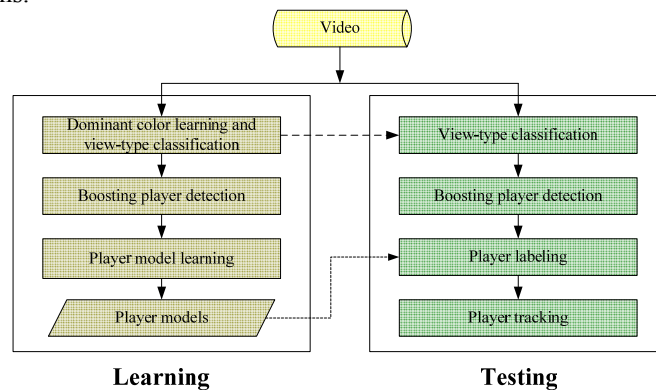 ns.
Video
Dominant color learning and
view-type classification
View-type classification
Boosting player detection
Boosting player detection
Player model learning
Player labeling
Player models
Player tracking
Learning
Testing